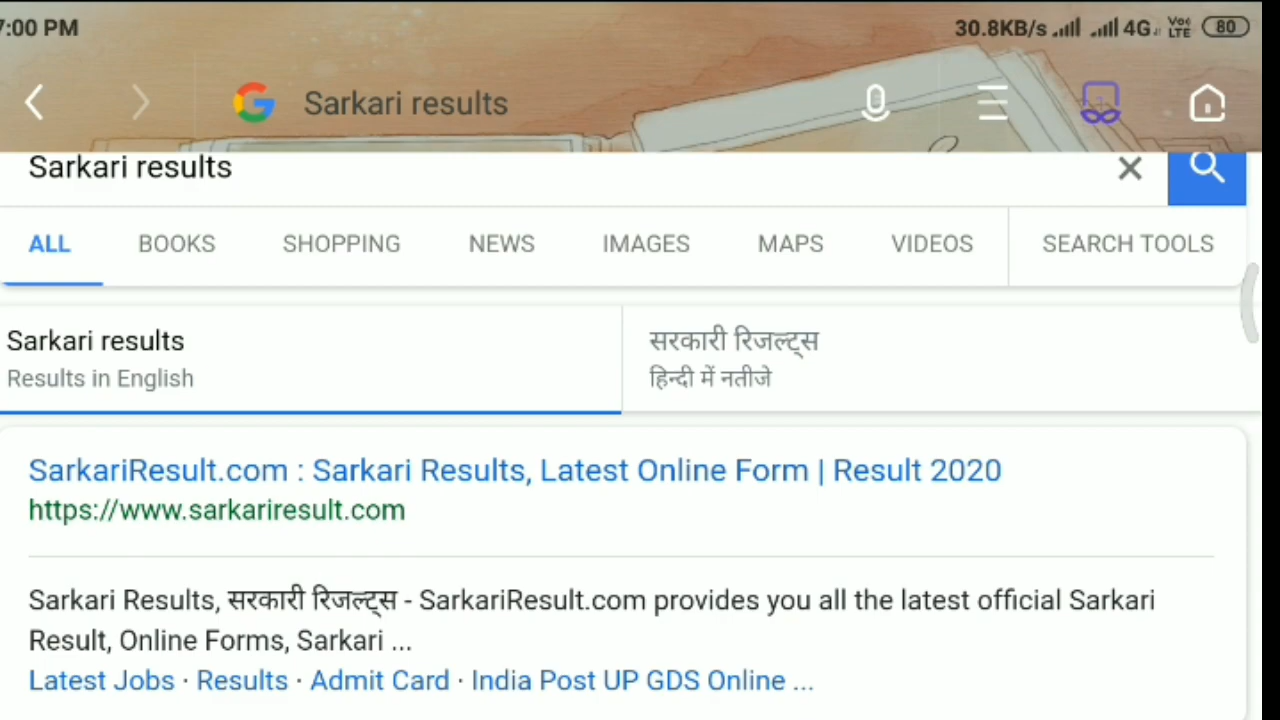 7:00 PM 30.8KB/s 4G Vo LTE 80
Sarkari results
Sarkari results
ALL BOOKS SHOPPING NEWS IMAGES MAPS VIDEOS SEARCH TOOLS
Sarkari results सरकारी रिजल्ट्स
Results in English हिन्दी में नतीजे
SarkariResult.com : Sarkari Results, Latest Online Form | Result 2020
https://www.sarkariresult.com
Sarkari Results, सरकारी रिजल्ट्स - SarkariResult.com provides you all the latest official Sarkari
Result, Online Forms, Sarkari ...
Latest Jobs · Results · Admit Card · India Post UP GDS Online ...